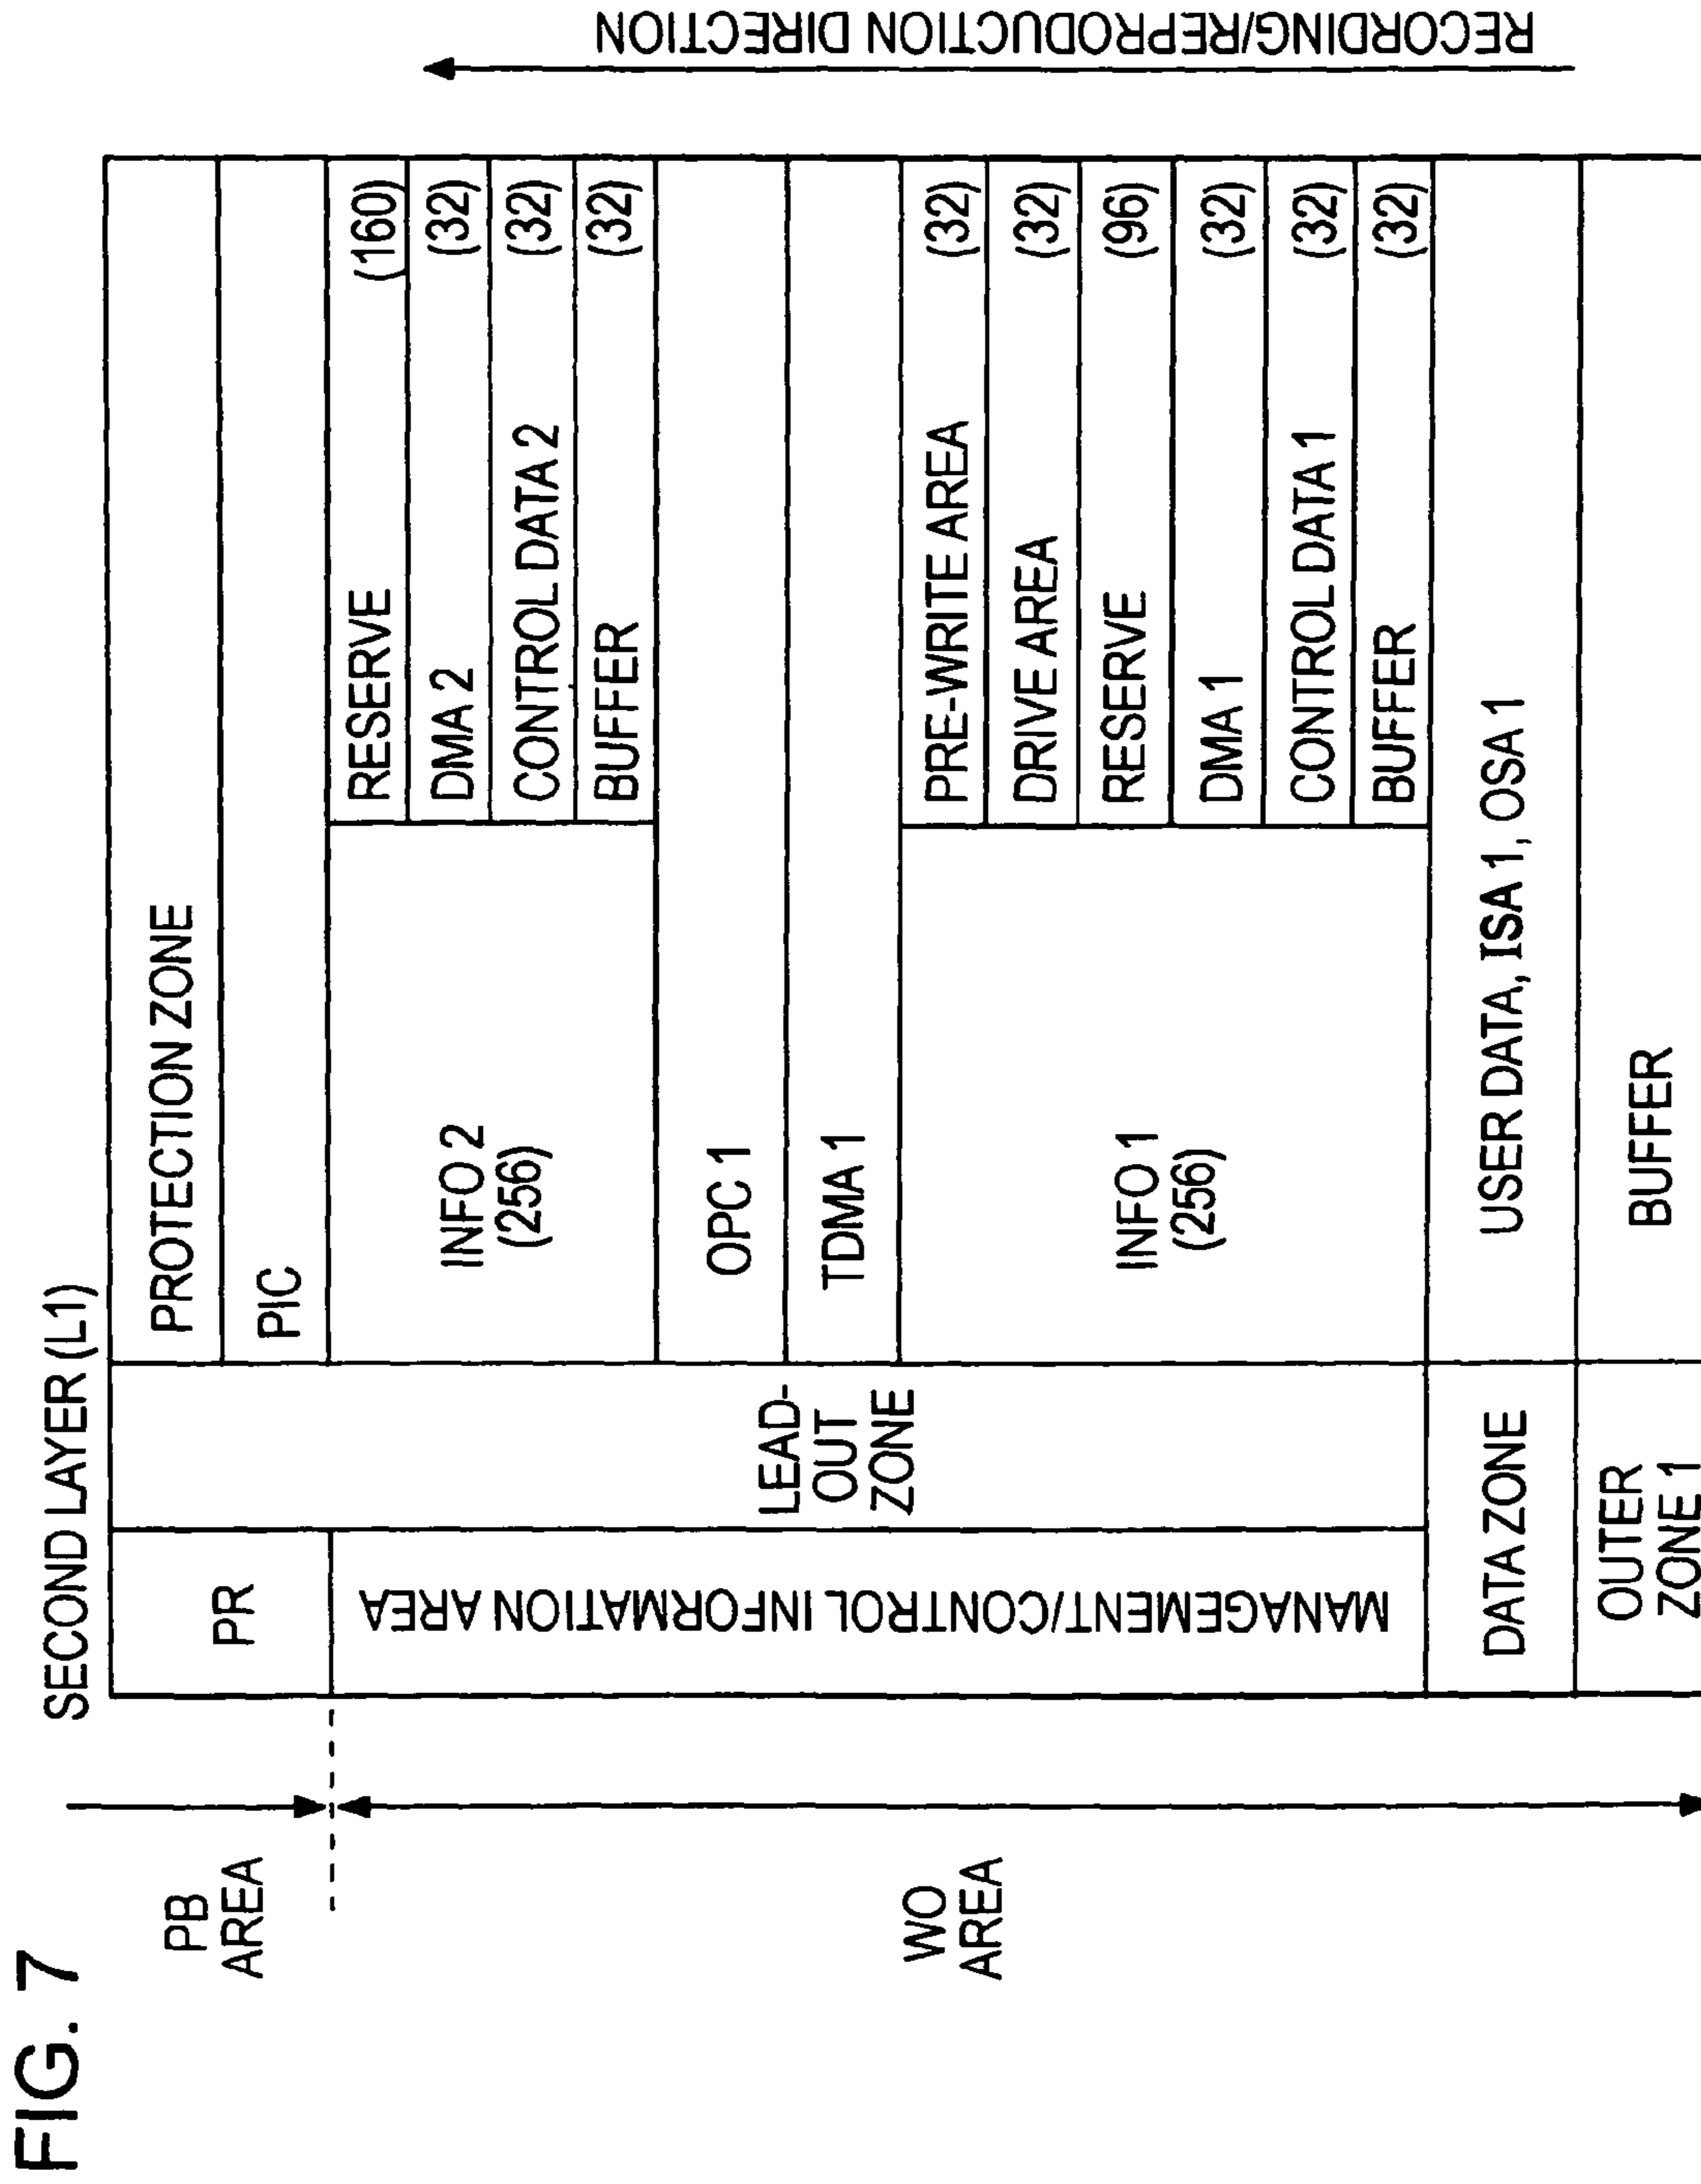 FIG. 7
SECOND LAYER (L1)
PB
AREA
WO
AREA
PR
MANAGEMENT/CONTROL INFORMATION AREA
DATA ZONE
OUTER
ZONE 1
LEAD-
OUT
ZONE
PROTECTION ZONE
PIC
INFO 2
(256)
RESERVE (160)
DMA 2 (32)
CONTROL DATA 2 (32)
BUFFER (32)
OPC 1
TDMA 1
INFO 1
(256)
PRE-WRITE AREA (32)
DRIVE AREA (32)
RESERVE (96)
DMA 1 (32)
CONTROL DATA 1 (32)
BUFFER (32)
USER DATA, ISA 1, OSA 1
BUFFER
RECORDING/REPRODUCTION DIRECTION